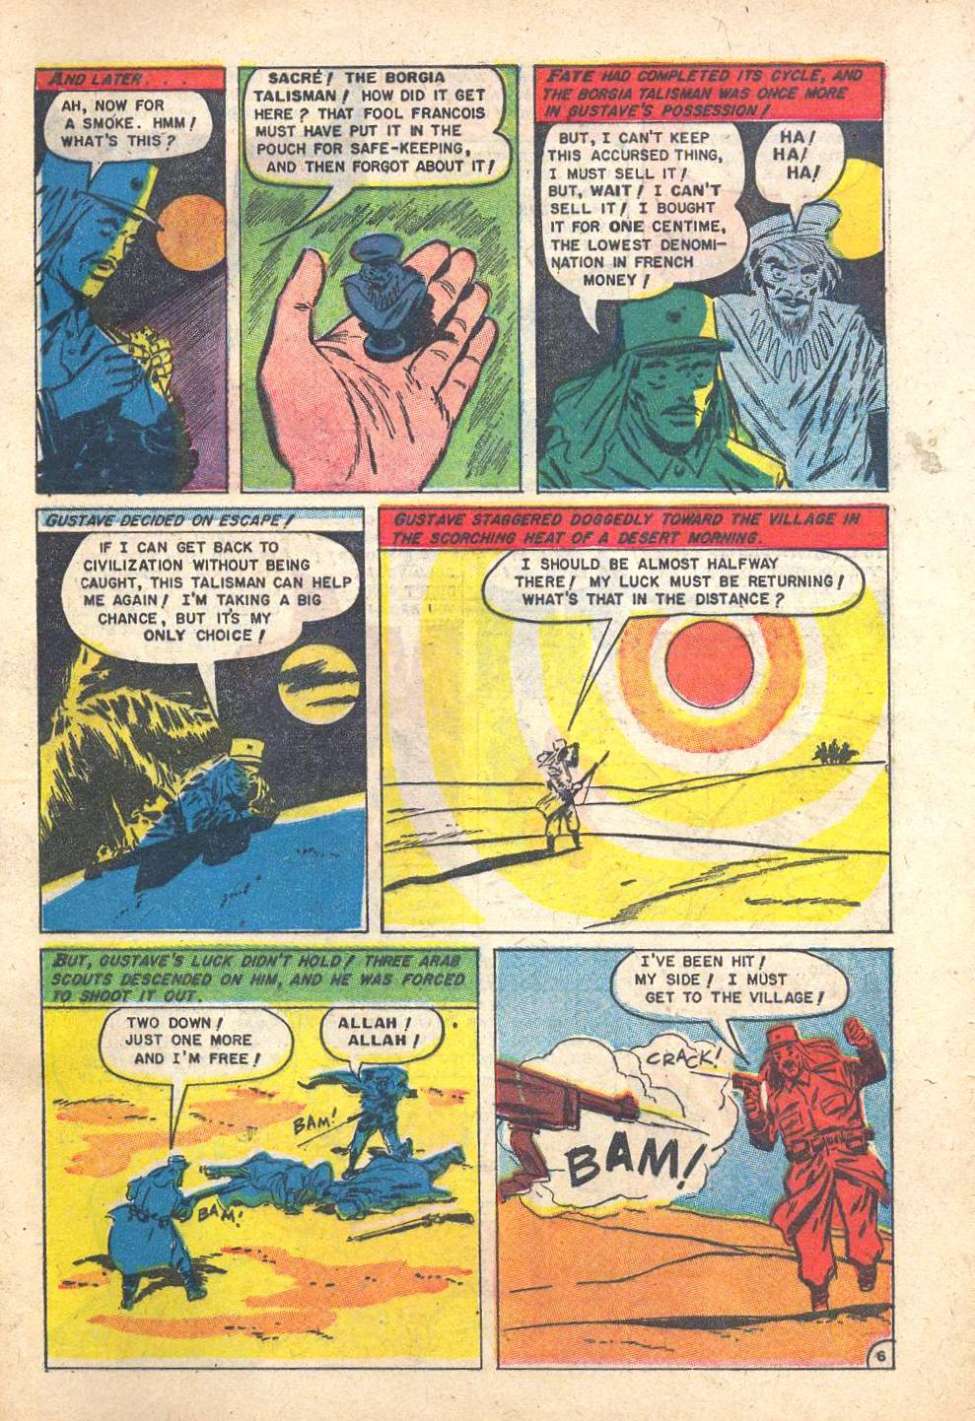 AND LATER . . .
AH, NOW FOR
A SMOKE. HMM!
WHAT'S THIS?
SACRÉ! THE BORGIA
TALISMAN! HOW DID IT GET
HERE? THAT FOOL FRANCOIS
MUST HAVE PUT IT IN THE
POUCH FOR SAFE-KEEPING,
AND THEN FORGOT ABOUT IT!
FATE HAD COMPLETED ITS CYCLE, AND
THE BORGIA TALISMAN WAS ONCE MORE
IN GUSTAVE'S POSSESSION!
BUT, I CAN'T KEEP
THIS ACCURSED THING,
I MUST SELL IT!
BUT, WAIT! I CAN'T
SELL IT! I BOUGHT
IT FOR ONE CENTIME,
THE LOWEST DENOMI-
NATION IN FRENCH
MONEY!
HA!
HA!
HA!
GUSTAVE DECIDED ON ESCAPE!
IF I CAN GET BACK TO
CIVILIZATION WITHOUT BEING
CAUGHT, THIS TALISMAN CAN HELP
ME AGAIN! I'M TAKING A BIG
CHANCE, BUT IT'S MY
ONLY CHOICE!
GUSTAVE STAGGERED DOGGEDLY TOWARD THE VILLAGE IN
THE SCORCHING HEAT OF A DESERT MORNING.
I SHOULD BE ALMOST HALFWAY
THERE! MY LUCK MUST BE RETURNING!
WHAT'S THAT IN THE DISTANCE?
BUT, GUSTAVE'S LUCK DIDN'T HOLD! THREE ARAB
SCOUTS DESCENDED ON HIM, AND HE WAS FORCED
TO SHOOT IT OUT.
TWO DOWN!
JUST ONE MORE
AND I'M FREE!
ALLAH!
ALLAH!
BAM!
BAM!
I'VE BEEN HIT!
MY SIDE! I MUST
GET TO THE VILLAGE!
CRACK!
BAM!
6